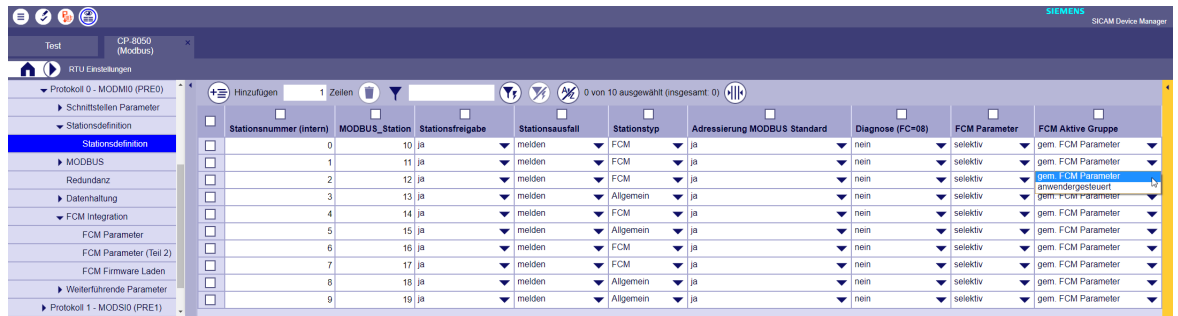 SIEMENS
SICAM Device Manager
Test
CP-8050
(Modbus)
×
RTU Einstellungen
Protokoll 0 - MODMI0 (PRE0)
Schnittstellen Parameter
Stationsdefinition
Stationsdefinition
MODBUS
Redundanz
Datenhaltung
FCM Integration
FCM Parameter
FCM Parameter (Teil 2)
FCM Firmware Laden
Weiterführende Parameter
Protokoll 1 - MODSI0 (PRE1)
Hinzufügen 1 Zeilen 0 von 10 ausgewählt (insgesamt: 0)
Stationsnummer (intern) MODBUS_Station Stationsfreigabe Stationsausfall Stationstyp Adressierung MODBUS Standard Diagnose (FC=08) FCM Parameter FCM Aktive Gruppe
0 10 ja melden FCM ja nein selektiv gem. FCM Parameter
1 11 ja melden FCM ja nein selektiv gem. FCM Parameter
2 12 ja melden FCM ja nein selektiv gem. FCM Parameter
anwendergesteuert
3 13 ja melden Allgemein ja nein selektiv gem. FCM Parameter
4 14 ja melden FCM ja nein selektiv gem. FCM Parameter
5 15 ja melden Allgemein ja nein selektiv gem. FCM Parameter
6 16 ja melden FCM ja nein selektiv gem. FCM Parameter
7 17 ja melden FCM ja nein selektiv gem. FCM Parameter
8 18 ja melden Allgemein ja nein selektiv gem. FCM Parameter
9 19 ja melden Allgemein ja nein selektiv gem. FCM Parameter